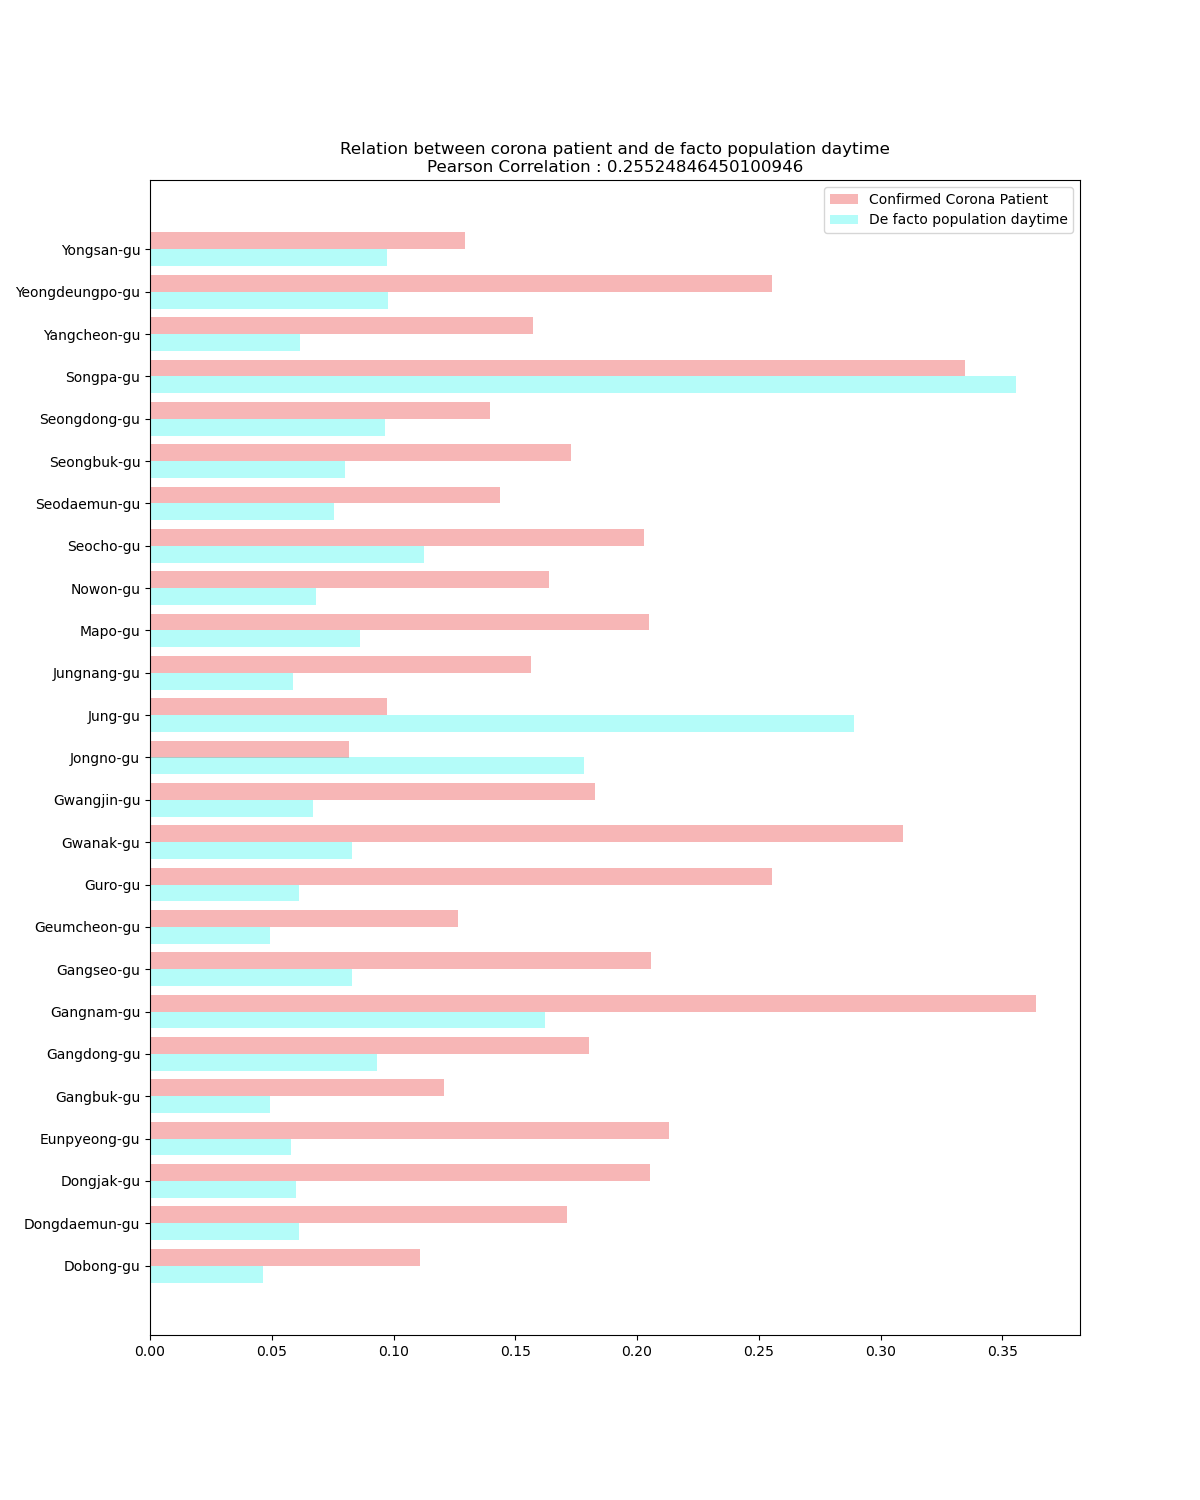 Relation between corona patient and de facto population daytime
Pearson Correlation : 0.25524846450100946
Confirmed Corona Patient
De facto population daytime
Yongsan-gu
Yeongdeungpo-gu
Yangcheon-gu
Songpa-gu
Seongdong-gu
Seongbuk-gu
Seodaemun-gu
Seocho-gu
Nowon-gu
Mapo-gu
Jungnang-gu
Jung-gu
Jongno-gu
Gwangjin-gu
Gwanak-gu
Guro-gu
Geumcheon-gu
Gangseo-gu
Gangnam-gu
Gangdong-gu
Gangbuk-gu
Eunpyeong-gu
Dongjak-gu
Dongdaemun-gu
Dobong-gu
0.00 0.05 0.10 0.15 0.20 0.25 0.30 0.35